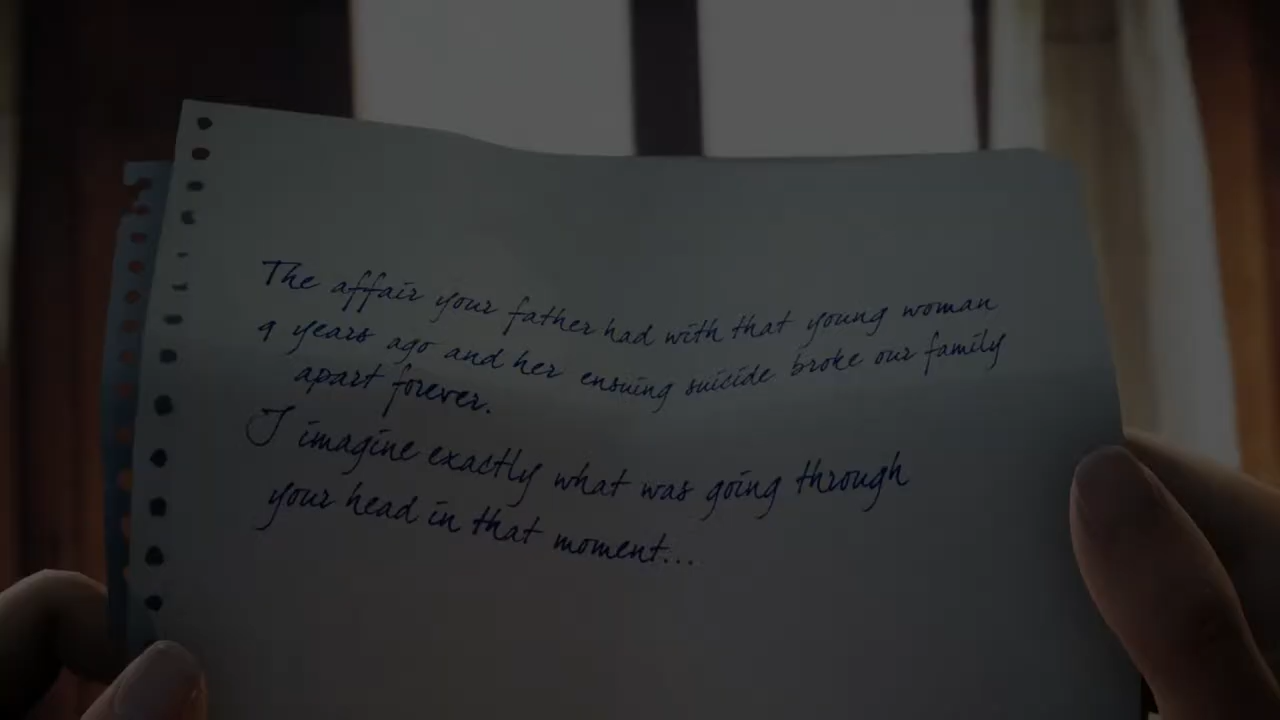 The affair your father had with that young woman
9 years ago and her ensuing suicide broke our family
apart forever.
I imagine exactly what was going through
your head in that moment...